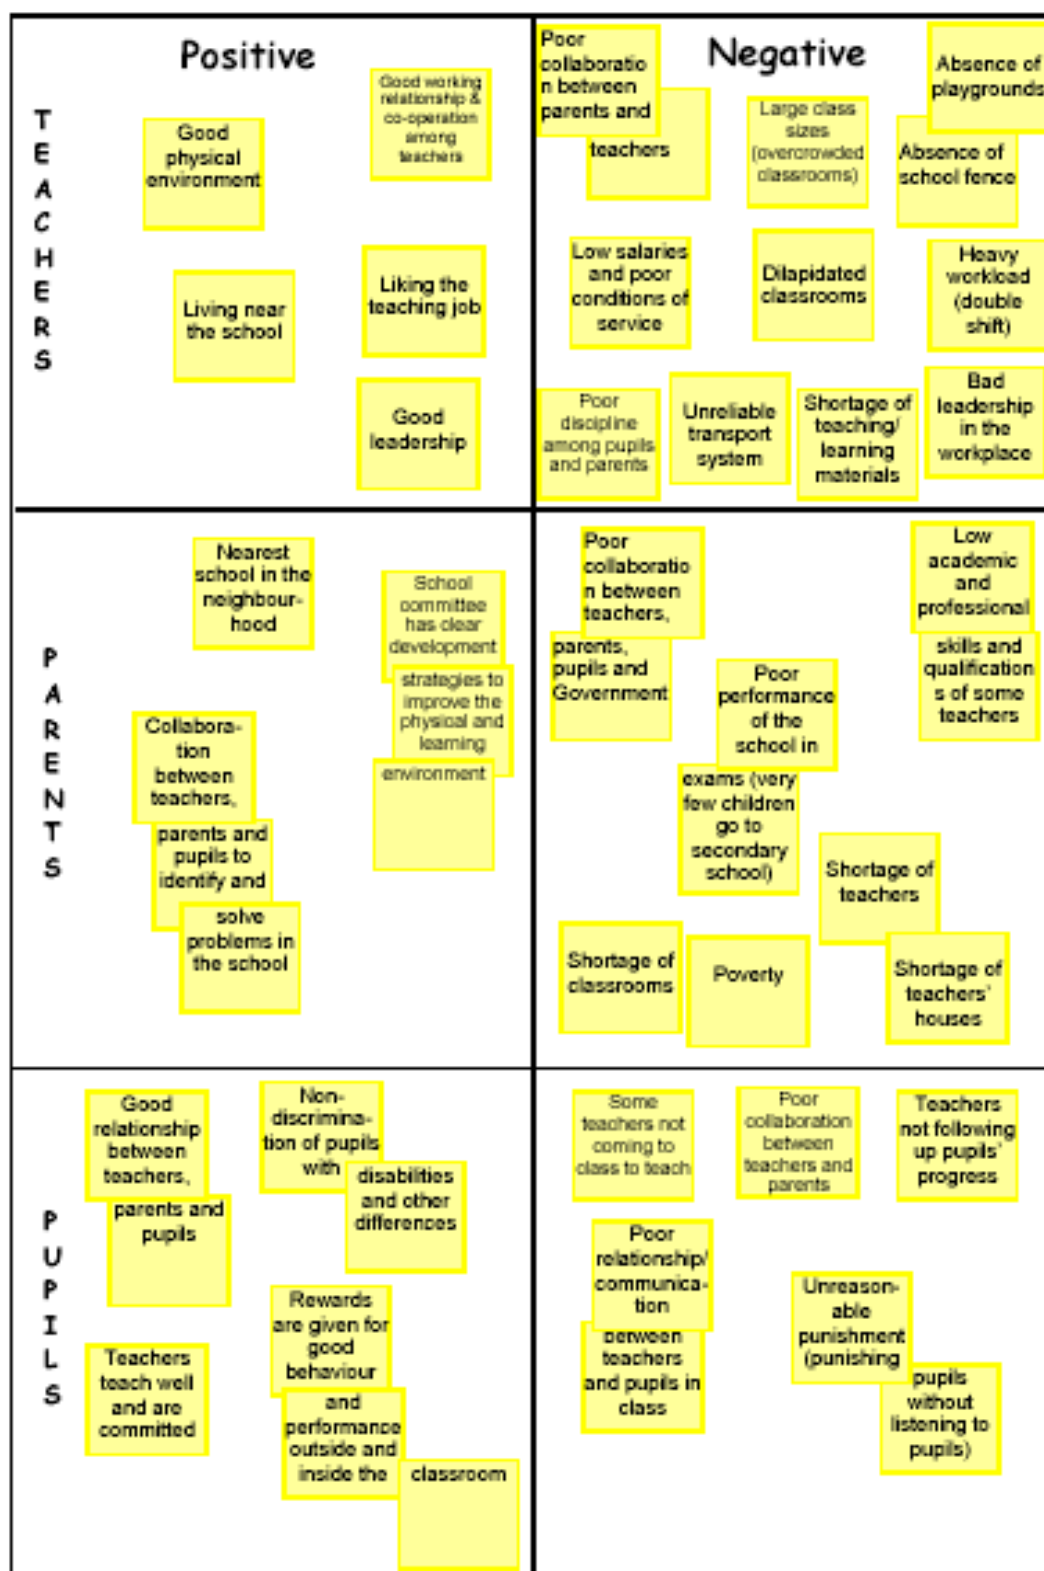 Positive
Negative
TEACHERS
Good
physical
environment
Good working
relationship &
co-operation
among
teachers
Living near
the school
Liking the
teaching job
Good
leadership
Poor
collaboratio
n between
parents and
teachers
Large class
sizes
(overcrowded
classrooms)
Absence of
playgrounds
Absence of
school fence
Low salaries
and poor
conditions of
service
Dilapidated
classrooms
Heavy
workload
(double
shift)
Poor
discipline
among pupils
and parents
Unreliable
transport
system
Shortage of
teaching/
learning
materials
Bad
leadership
in the
workplace
PARENTS
Nearest
school in the
neighbour-
hood
School
committee
has clear
development
strategies to
improve the
physical and
learning
environment
Collabora-
tion
between
teachers,
parents and
pupils to
identify and
solve
problems in
the school
Poor
collaboratio
n between
teachers,
parents,
pupils and
Government
Low
academic
and
professional
skills and
qualification
s of some
teachers
Poor
performance
of the
school in
exams (very
few children
go to
secondary
school)
Shortage of
teachers
Shortage of
classrooms
Poverty
Shortage of
teachers'
houses
PUPILS
Good
relationship
between
teachers,
parents and
pupils
Non-
discrimina-
tion of pupils
with
disabilities
and other
differences
Rewards
are given for
good
behaviour
and
performance
outside and
inside the
classroom
Teachers
teach well
and are
committed
Some
teachers not
coming to
class to teach
Poor
collaboration
between
teachers and
parents
Teachers
not following
up pupils'
progress
Poor
relationship/
communica-
tion
between
teachers
and pupils in
class
Unreason-
able
punishment
(punishing
pupils
without
listening to
pupils)